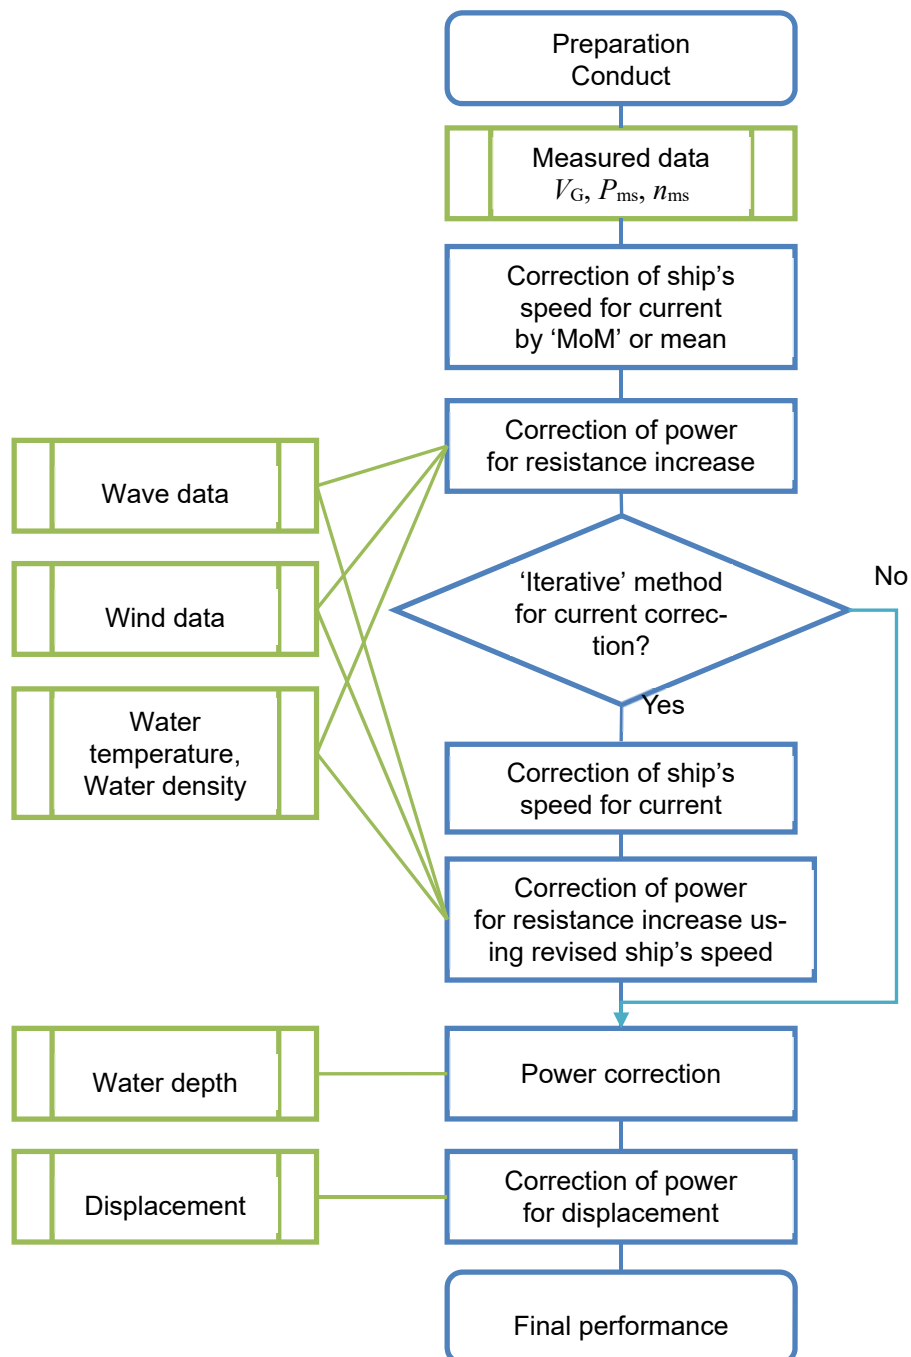 Preparation
Conduct
Measured data
V_G, P_ms, n_ms
Correction of ship’s
speed for current
by ‘MoM’ or mean
Correction of power
for resistance increase
Wave data
Wind data
Water
temperature,
Water density
‘Iterative’ method
for current correc-
tion?
No
Yes
Correction of ship’s
speed for current
Correction of power
for resistance increase us-
ing revised ship’s speed
Water depth
Power correction
Displacement
Correction of power
for displacement
Final performance